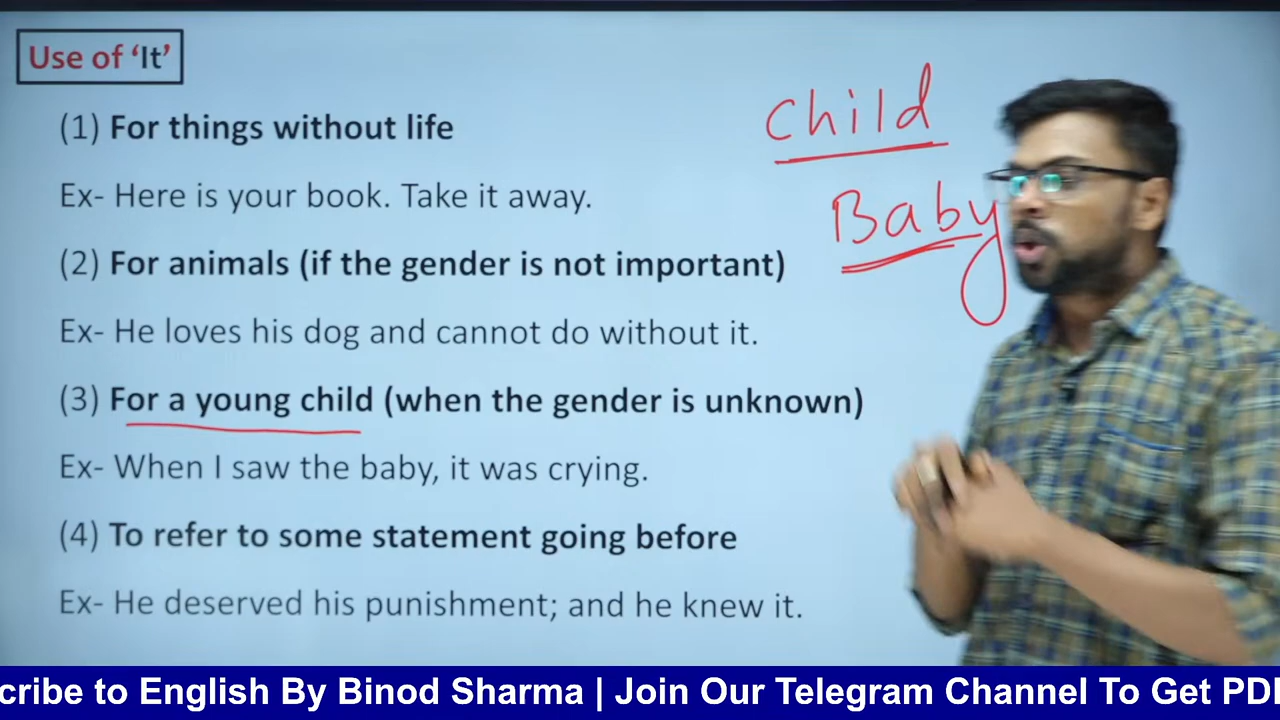 Use of ‘It’
(1) For things without life
Ex- Here is your book. Take it away.
(2) For animals (if the gender is not important)
Ex- He loves his dog and cannot do without it.
(3) For a young child (when the gender is unknown)
Ex- When I saw the baby, it was crying.
(4) To refer to some statement going before
Ex- He deserved his punishment; and he knew it.
child
Baby
cribe to English By Binod Sharma | Join Our Telegram Channel To Get PD